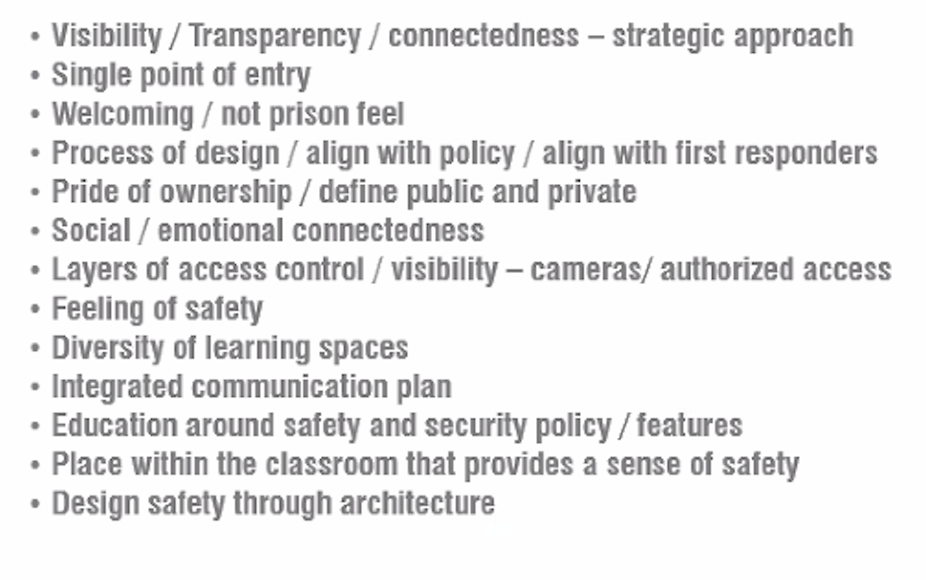 • Visibility / Transparency / connectedness – strategic approach
• Single point of entry
• Welcoming / not prison feel
• Process of design / align with policy / align with first responders
• Pride of ownership / define public and private
• Social / emotional connectedness
• Layers of access control / visibility – cameras/ authorized access
• Feeling of safety
• Diversity of learning spaces
• Integrated communication plan
• Education around safety and security policy / features
• Place within the classroom that provides a sense of safety
• Design safety through architecture